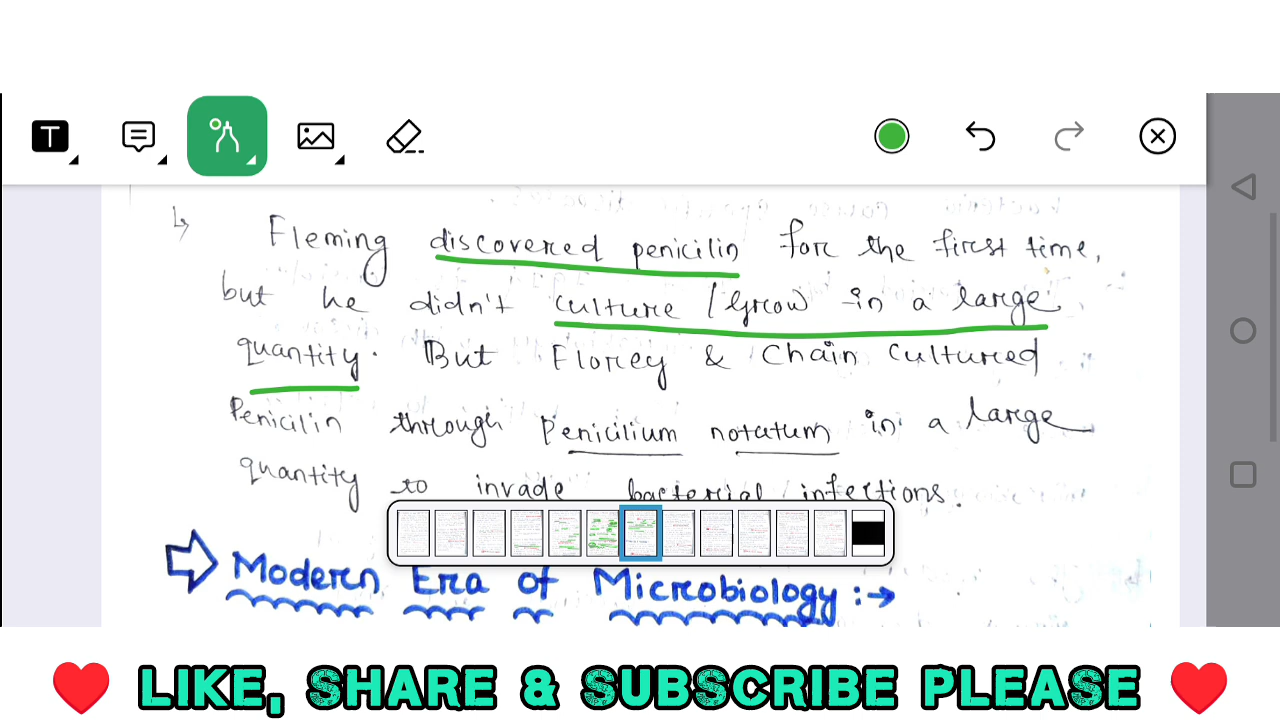 T
↳ Fleming discovered penicilin for the first time,
but he didn't culture / Grow in a large
quantity. But Florey & Chain cultured
Penicilin through Penicilium notatum in a large
quantity to invade bacterial infections.
⇨ Modern Era of Microbiology :→
LIKE, SHARE & SUBSCRIBE PLEASE